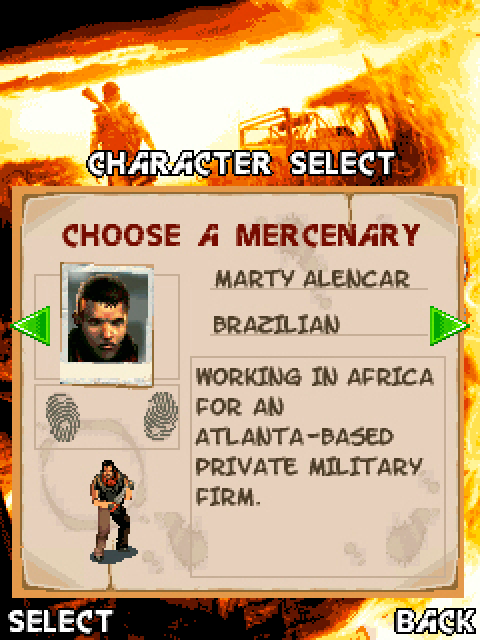 CHARACTER SELECT
CHOOSE A MERCENARY
MARTY ALENCAR
BRAZILIAN
WORKING IN AFRICA
FOR AN
ATLANTA-BASED
PRIVATE MILITARY
FIRM.
SELECT
BACK